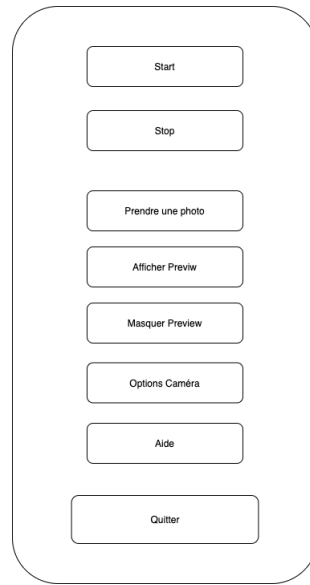 Start
Stop
Prendre une photo
Afficher Previw
Masquer Preview
Options Caméra
Aide
Quitter